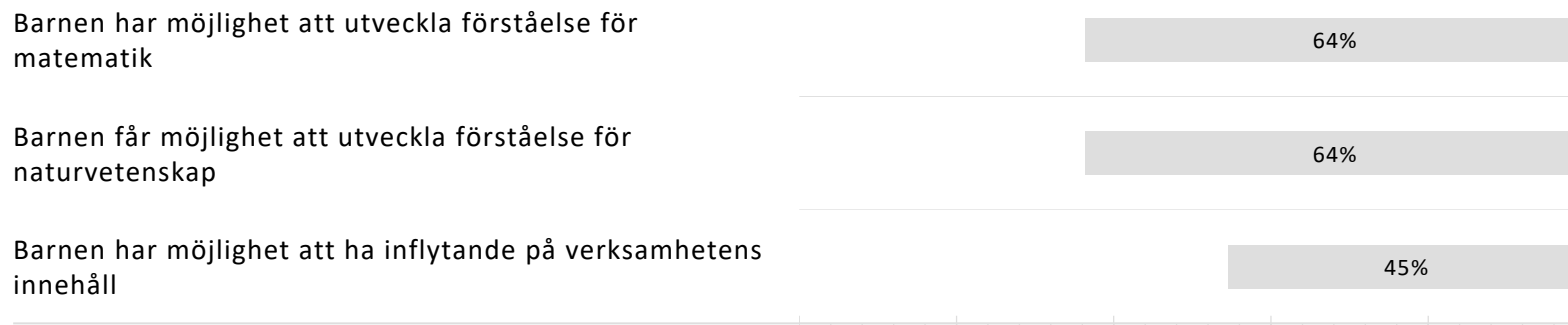 Barnen har möjlighet att utveckla förståelse för
matematik
64%
Barnen får möjlighet att utveckla förståelse för
naturvetenskap
64%
Barnen har möjlighet att ha inflytande på verksamhetens
innehåll
45%